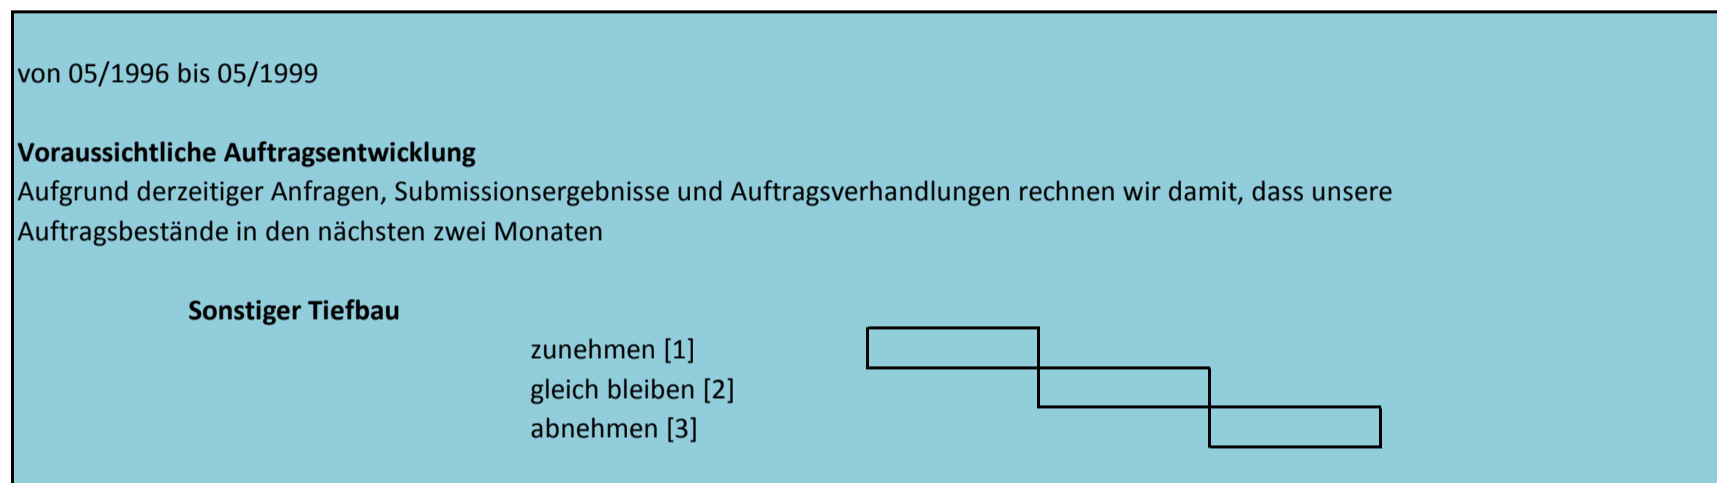 von 05/1996 bis 05/1999
Voraussichtliche Auftragsentwicklung
Aufgrund derzeitiger Anfragen, Submissionsergebnisse und Auftragsverhandlungen rechnen wir damit, dass unsere
Auftragsbestände in den nächsten zwei Monaten
Sonstiger Tiefbau
zunehmen [1]
gleich bleiben [2]
abnehmen [3]